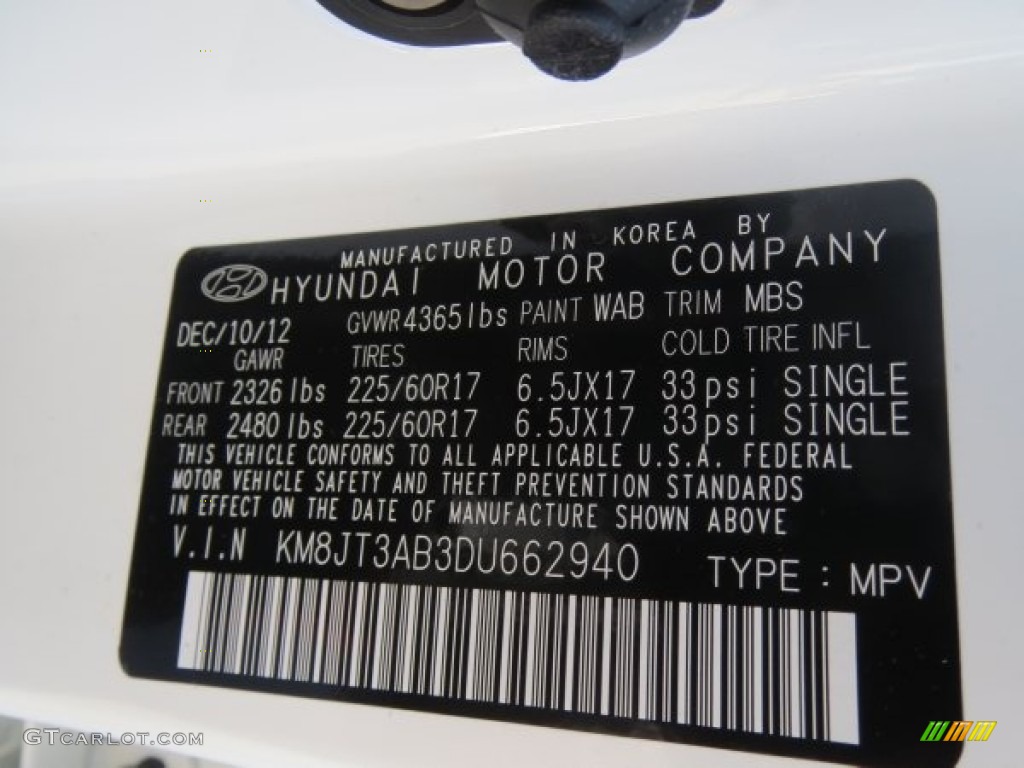 MANUFACTURED IN KOREA BY
HYUNDAI MOTOR COMPANY
DEC/10/12 GVWR 4365lbs PAINT WAB TRIM MBS
GAWR TIRES RIMS COLD TIRE INFL
FRONT 2326 lbs 225/60R17 6.5JX17 33psi SINGLE
REAR 2480 lbs 225/60R17 6.5JX17 33psi SINGLE
THIS VEHICLE CONFORMS TO ALL APPLICABLE U.S.A. FEDERAL
MOTOR VEHICLE SAFETY AND THEFT PREVENTION STANDARDS
IN EFFECT ON THE DATE OF MANUFACTURE SHOWN ABOVE
V.I.N KM8JT3AB3DU662940 TYPE : MPV
GTCARLOT.COM